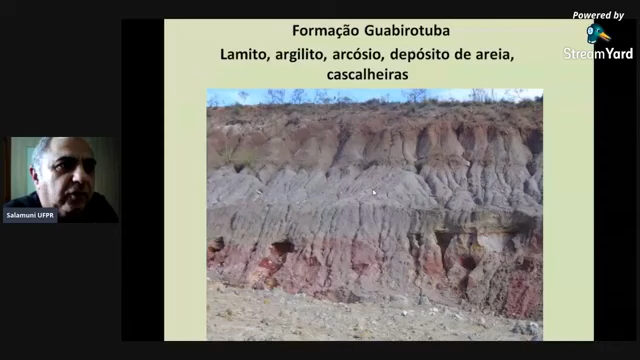 Powered by
StreamYard
Formação Guabirotuba
Lamito, argilito, arcósio, depósito de areia,
cascalheiras
Salamuni UFPR